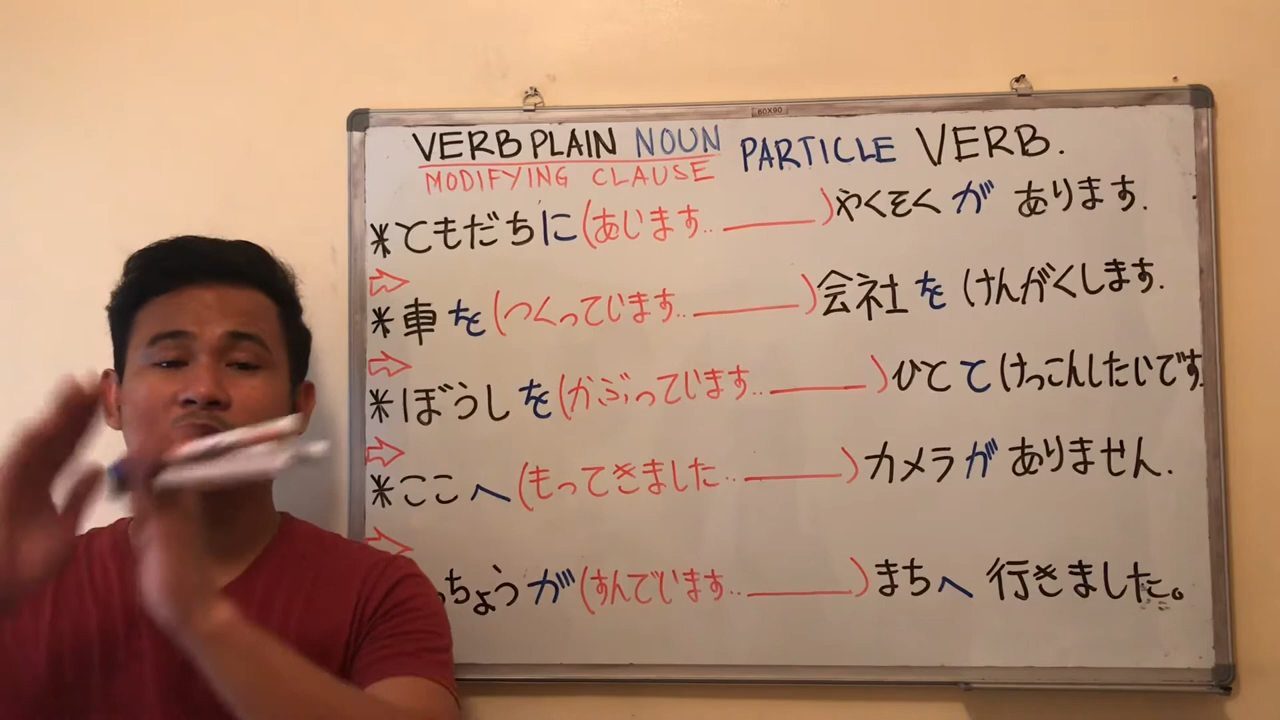 60X90
VERB PLAIN NOUN PARTICLE VERB.
MODIFYING CLAUSE
*ともだちに(あいます.. ______)やくそくが あります.
*車を(つくっています.. ______)会社を けんがくします.
*ぼうしを(かぶっています.. ______)ひとと けっこんしたいです.
*ここへ(もってきました.. ______)カメラが ありません.
ちょうが(すんでいます.. ______)まちへ 行きました。